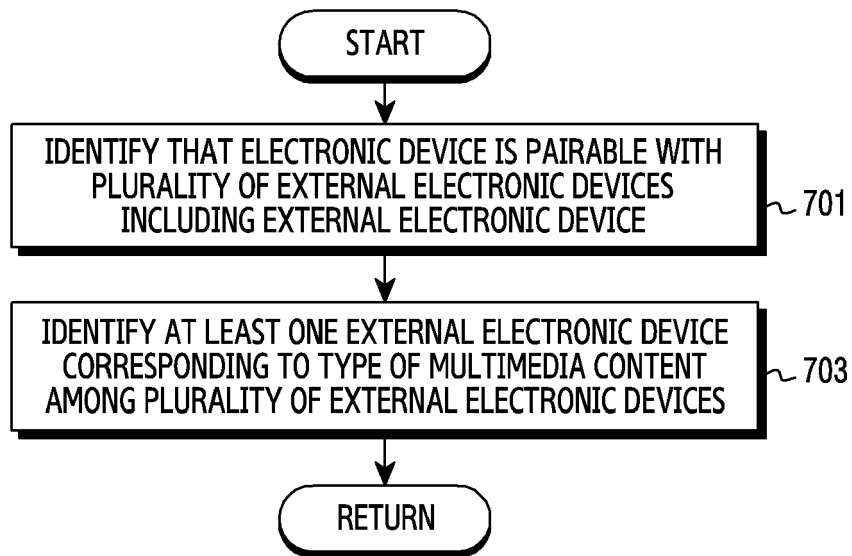 START
IDENTIFY THAT ELECTRONIC DEVICE IS PAIRABLE WITH
PLURALITY OF EXTERNAL ELECTRONIC DEVICES
INCLUDING EXTERNAL ELECTRONIC DEVICE
701
IDENTIFY AT LEAST ONE EXTERNAL ELECTRONIC DEVICE
CORRESPONDING TO TYPE OF MULTIMEDIA CONTENT
AMONG PLURALITY OF EXTERNAL ELECTRONIC DEVICES
703
RETURN